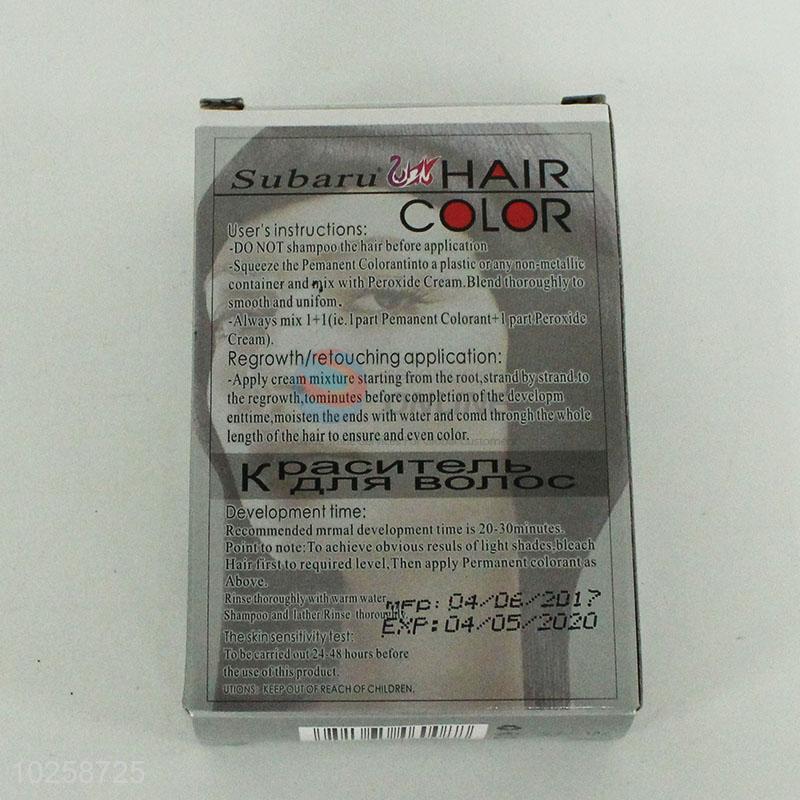 Subaru HAIR
COLOR
User's instructions:
-DO NOT shampoo the hair before application
-Squeeze the Pemanent Colorantinto a plastic or any non-metallic
container and mix with Peroxide Cream.Blend thoroughly to
smooth and unifom.
-Always mix 1+1(ie.1part Pemanent Colorant+1 part Peroxide
Cream).
Regrowth/retouching application:
-Apply cream mixture starting from the root,strand by strand.to
the regrowth,tominutes before completion of the developm
enttime,moisten the ends with water and comd throngh the whole
length of the hair to ensure and even color.
Краситель
для волос
Development time:
Recommended mrmal development time is 20-30minutes.
Point to note:To achieve obvious resuls of light shades.bleach
Hair first to required level,Then apply Permanent colorant as
Above.
Rinse thoroughly with warm water
Shampoo and father Rinse thoroughly
MFD: 04/06/2017
EXP: 04/05/2020
The skin sensitivity test:
To be carried out 24-48 hours before
the use of this product.
UTIONS: KEEP OUT OF REACH OF CHILDREN.
10258725